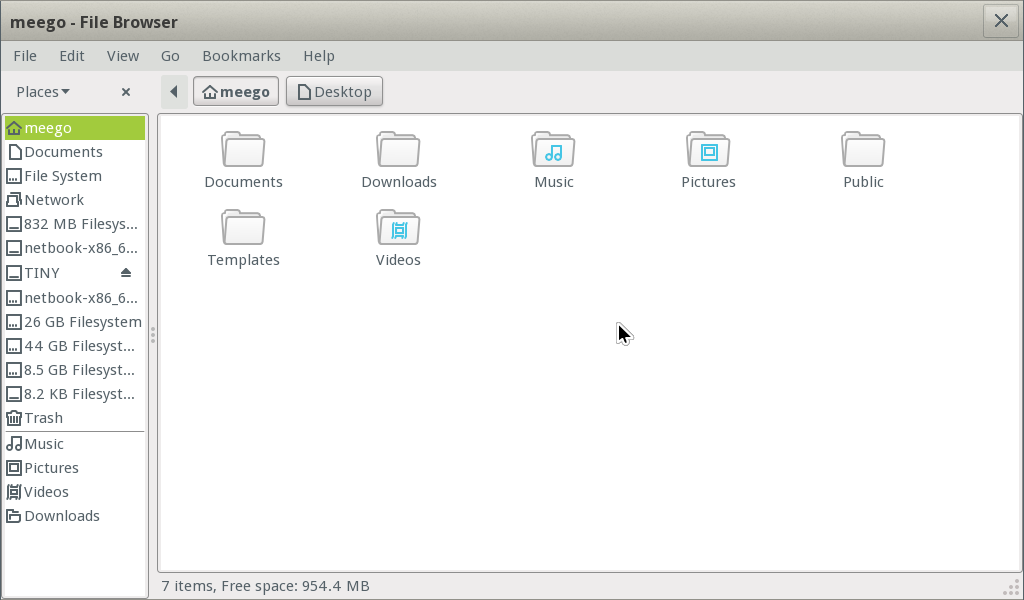 meego - File Browser
File Edit View Go Bookmarks Help
Places meego Desktop
meego
Documents
File System
Network
832 MB Filesys...
netbook-x86_6...
TINY
netbook-x86_6...
26 GB Filesystem
44 GB Filesyst...
8.5 GB Filesyst...
8.2 KB Filesyst...
Trash
Music
Pictures
Videos
Downloads
Documents Downloads Music Pictures Public
Templates Videos
7 items, Free space: 954.4 MB